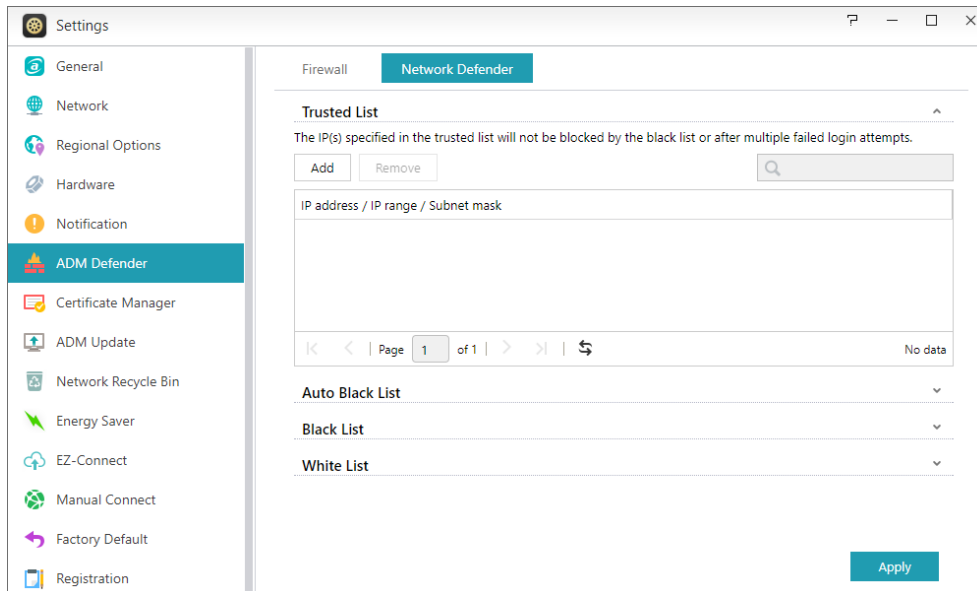 Settings
General
Network
Regional Options
Hardware
Notification
ADM Defender
Certificate Manager
ADM Update
Network Recycle Bin
Energy Saver
EZ-Connect
Manual Connect
Factory Default
Registration
Firewall
Network Defender
Trusted List
The IP(s) specified in the trusted list will not be blocked by the black list or after multiple failed login attempts.
Add
Remove
IP address / IP range / Subnet mask
Page 1 of 1
No data
Auto Black List
Black List
White List
Apply